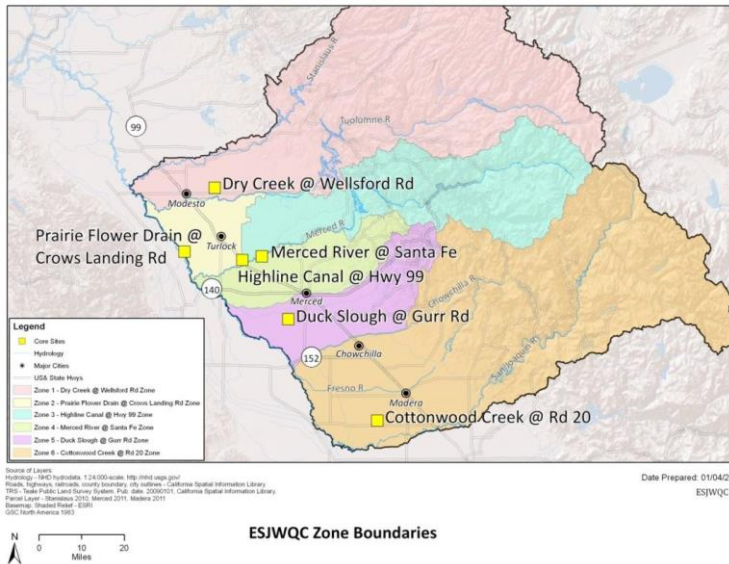 Stanislaus R
Tuolumne R
99
Dry Creek @ Wellsford Rd
Modesto
Prairie Flower Drain @
Crows Landing Rd
Turlock
Merced R
Merced River @ Santa Fe
Highline Canal @ Hwy 99
140
Merced
Duck Slough @ Gurr Rd
Chowchilla R
152
Chowchilla
San Joaquin R
Fresno R
Madera
Cottonwood Creek @ Rd 20
Legend
Core Sites
Hydrology
Major Cities
US& State Hwys
Zone 1 - Dry Creek @ Wellsford Rd Zone
Zone 2 - Prairie Flower Drain @ Crows Landing Rd Zone
Zone 3 - Highline Canal @ Hwy 99 Zone
Zone 4 - Merced River @ Santa Fe Zone
Zone 5 - Duck Slough @ Gurr Rd Zone
Zone 6 - Cottonwood Creek @ Rd 20 Zone
Source of Layers:
Hydrology - NHD hydrodata, 1:24,000-scale, http://nhd.usgs.gov/
Roads, highways, railroads, county boundary, city outlines - California Spatial Information Library
TRS - Teale Public Land Survey System, Pub. date: 20090101, California Spatial Information Library.
Parcel Layer - Stanislaus 2010, Merced 2011, Madera 2011
Basemap, Shaded Relief - ESRI
GSC North America 1983
Date Prepared: 01/04/2
ESJWQC
N
0 10 20
Miles
ESJWQC Zone Boundaries